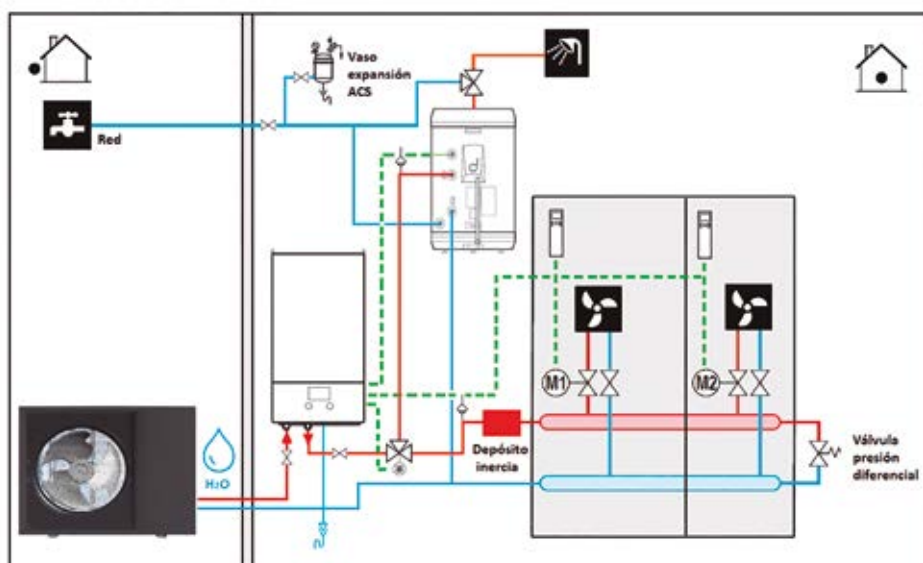 Vaso
expansión
ACS
Red
M1
M2
Depósito
inercia
Válvula
presión
diferencial
H₂O